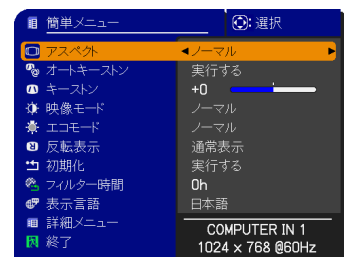 簡単メニュー :選択
アスペクト ノーマル
オートキーストン 実行する
キーストン +0
映像モード ノーマル
エコモード ノーマル
反転表示 通常表示
初期化 実行する
フィルター時間 0h
表示言語 日本語
詳細メニュー COMPUTER IN 1
終了 1024 x 768 @60Hz